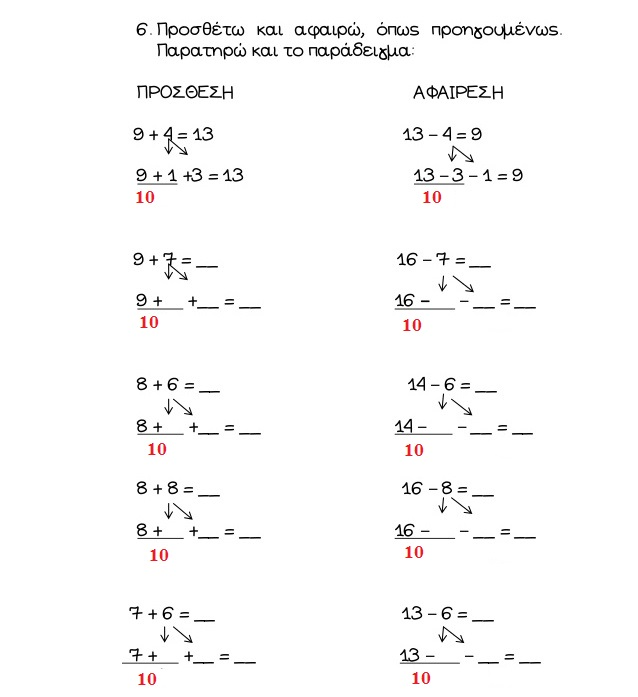 6. Προσθέτω και αφαιρώ, όπως προηγουμένως.
Παρατηρώ και το παράδειγμα:
ΠΡΟΣΘΕΣΗ ΑΦΑΙΡΕΣΗ
9 + 4 = 13 13 – 4 = 9
9 + 1 +3 = 13 13 – 3 – 1 = 9
10 10
9 + 7 = __ 16 – 7 = __
9 + __ +__ = __ 16 – __ – __ = __
10 10
8 + 6 = __ 14 – 6 = __
8 + __ +__ = __ 14 – __ – __ = __
10 10
8 + 8 = __ 16 – 8 = __
8 + __ +__ = __ 16 – __ – __ = __
10 10
7 + 6 = __ 13 – 6 = __
7 + __ +__ = __ 13 – __ – __ = __
10 10